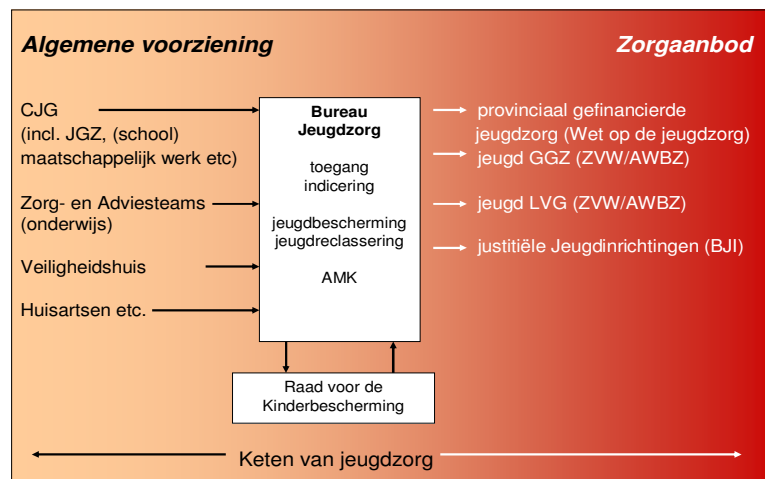 Algemene voorziening
Zorgaanbod
CJG
(incl. JGZ, (school)
maatschappelijk werk etc)
Zorg- en Adviesteams
(onderwijs)
Veiligheidshuis
Huisartsen etc.
Bureau
Jeugdzorg
toegang
indicering
jeugdbescherming
jeugdreclassering
AMK
provinciaal gefinancierde
jeugdzorg (Wet op de jeugdzorg)
jeugd GGZ (ZVW/AWBZ)
jeugd LVG (ZVW/AWBZ)
justitiële Jeugdinrichtingen (BJI)
Raad voor de
Kinderbescherming
Keten van jeugdzorg